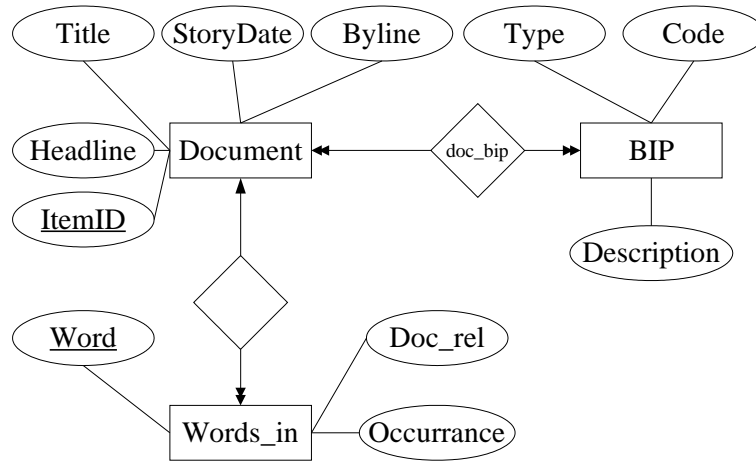 Title
StoryDate
Byline
Type
Code
Headline
Document
doc_bip
BIP
ItemID
Description
Word
Doc_rel
Words_in
Occurrance